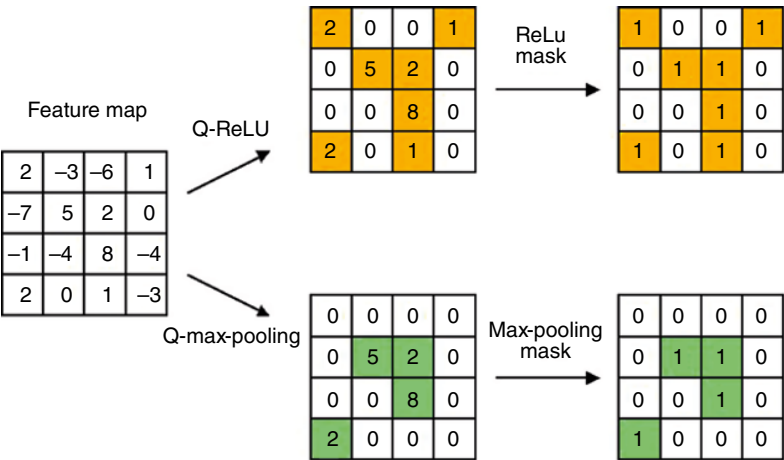 Feature map
2 –3 –6 1
–7 5 2 0
–1 –4 8 –4
2 0 1 –3
Q-ReLU
2 0 0 1
0 5 2 0
0 0 8 0
2 0 1 0
ReLu
mask
1 0 0 1
0 1 1 0
0 0 1 0
1 0 1 0
Q-max-pooling
0 0 0 0
0 5 2 0
0 0 8 0
2 0 0 0
Max-pooling
mask
0 0 0 0
0 1 1 0
0 0 1 0
1 0 0 0